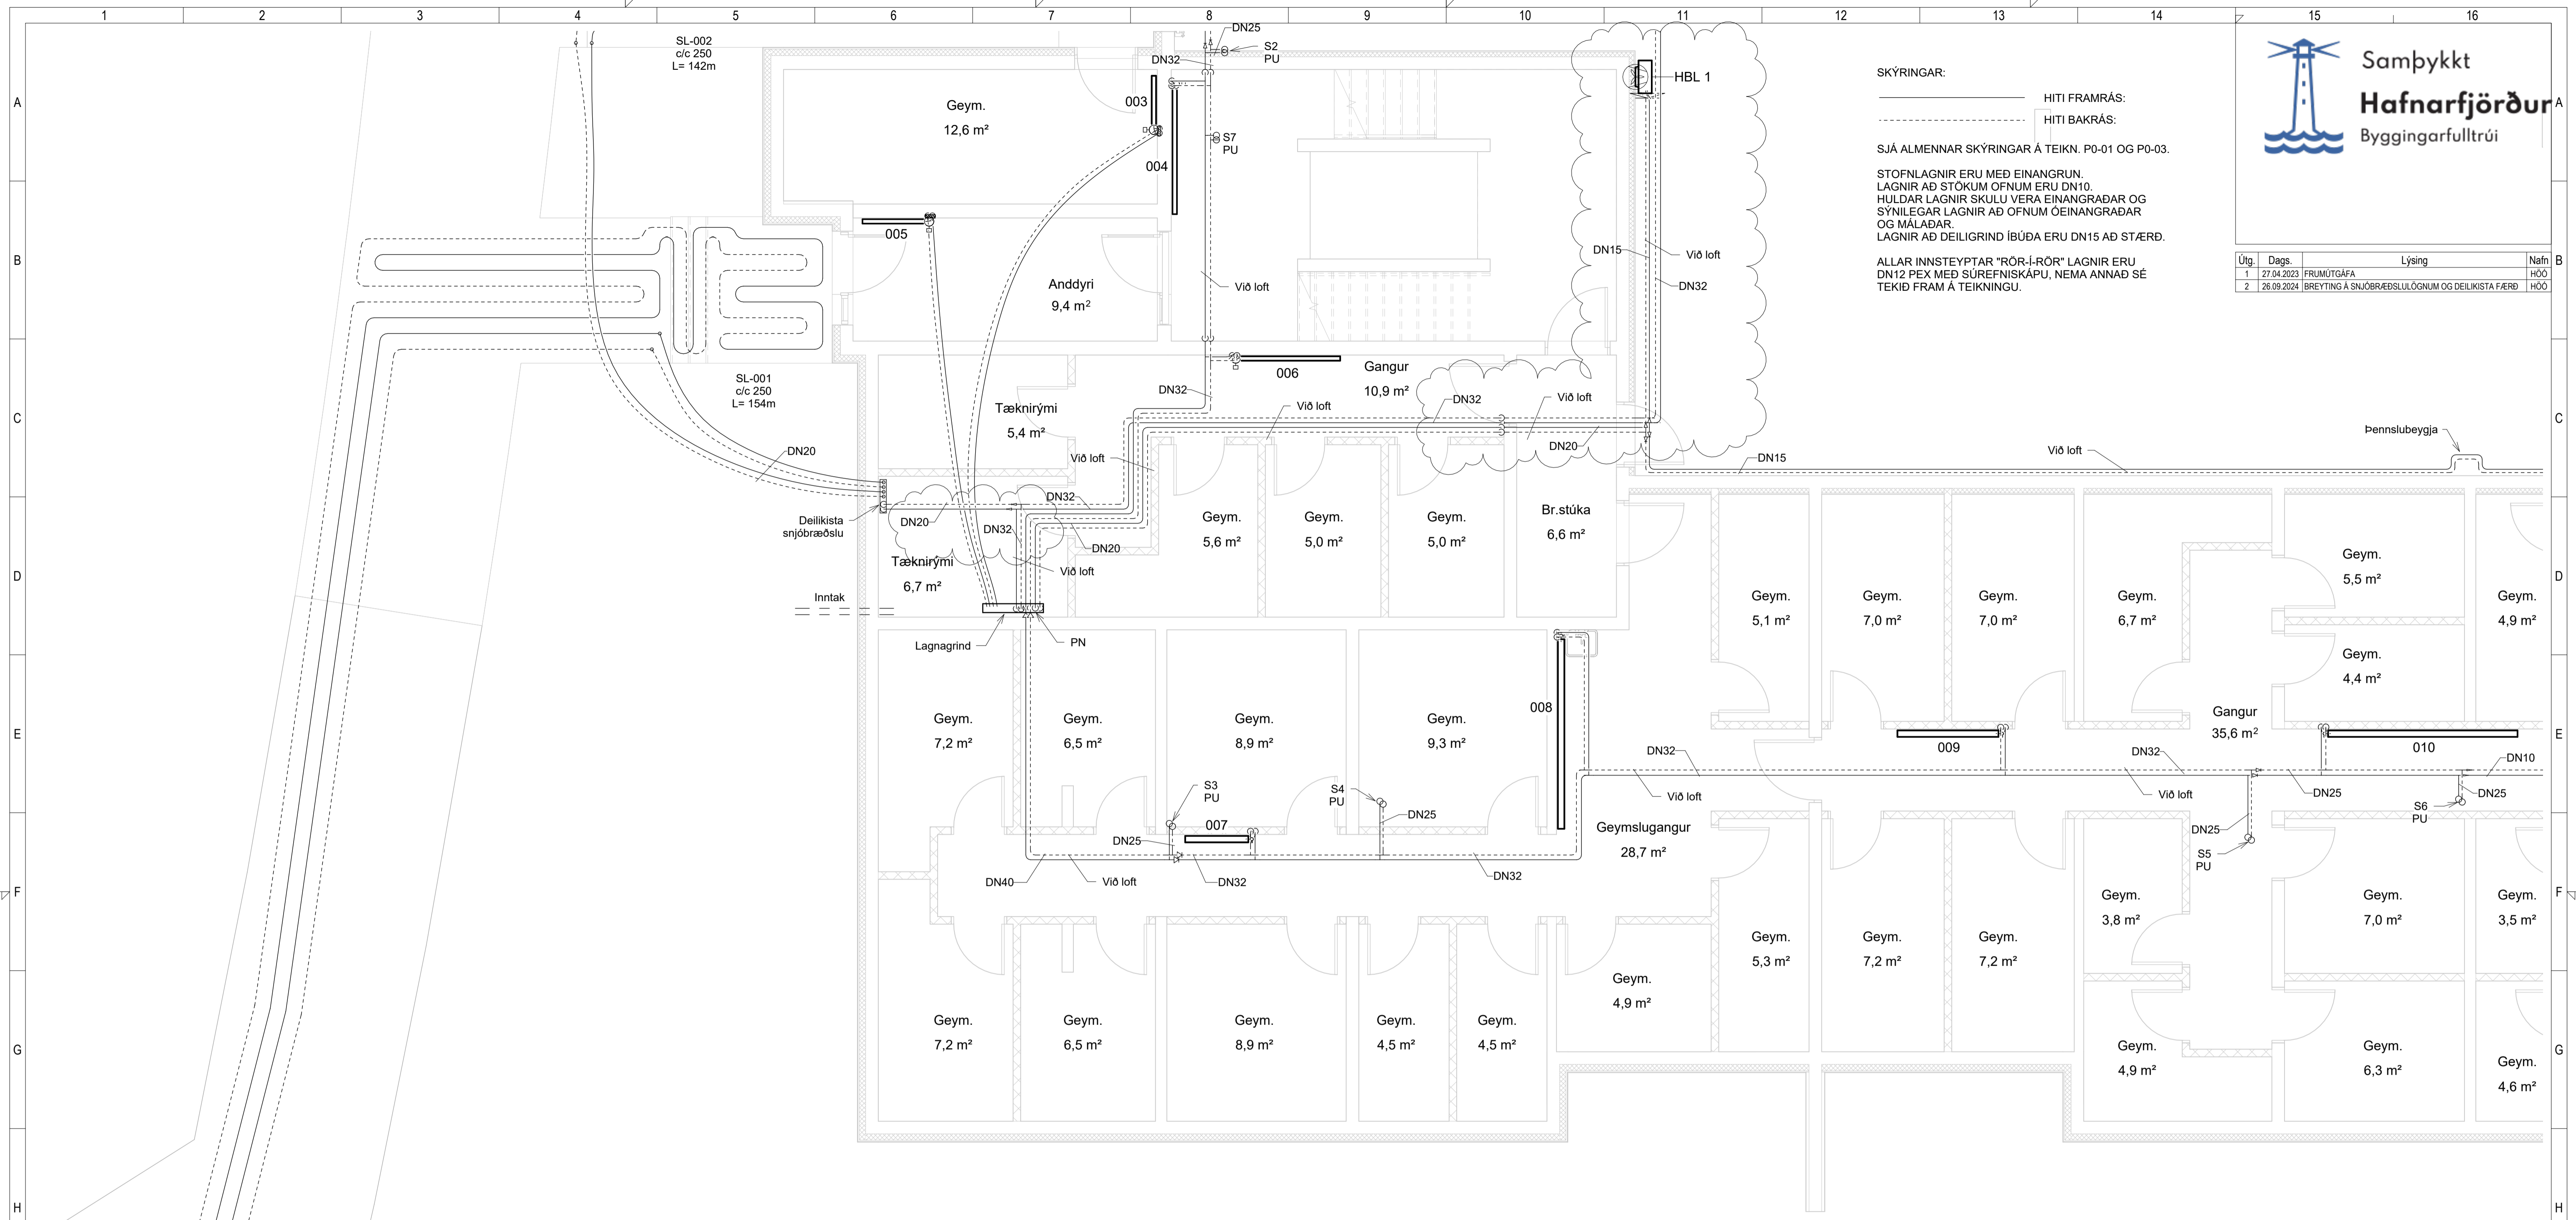 1 2 3 4 5 6 7 8 9 10 11 12 13 14 15 16
A
B
C
D
E
F
G
H
A
B
C
D
E
F
G
H
SL-002
c/c 250
L= 142m
SL-001
c/c 250
L= 154m
DN20
Deilikista
snjóbræðslu
Inntak
Lagnagrind
PN
Geym.
12,6 m²
003
004
005
Anddyri
9,4 m²
DN25
S2
PU
DN32
S7
PU
Við loft
DN32
006
Gangur
10,9 m²
Við loft
DN32
Við loft
DN20
Tæknirými
5,4 m²
Við loft
DN32
DN20
DN32
DN20
Við loft
Tæknirými
6,7 m²
HBL 1
DN15
Við loft
DN32
DN15
Við loft
Þennslubeygja
Geym.
5,6 m²
Geym.
5,0 m²
Geym.
5,0 m²
Br.stúka
6,6 m²
Geym.
5,1 m²
Geym.
7,0 m²
Geym.
7,0 m²
Geym.
6,7 m²
Geym.
5,5 m²
Geym.
4,9 m²
Geym.
4,4 m²
Gangur
35,6 m²
Geym.
7,2 m²
Geym.
6,5 m²
Geym.
8,9 m²
Geym.
9,3 m²
008
009
010
DN32
Við loft
DN32
Við loft
DN10
DN25
DN25
S6
PU
DN25
S5
PU
S3
PU
007
DN25
S4
PU
DN25
DN40
Við loft
DN32
DN32
Geymslugangur
28,7 m²
Geym.
3,8 m²
Geym.
7,0 m²
Geym.
3,5 m²
Geym.
5,3 m²
Geym.
7,2 m²
Geym.
7,2 m²
Geym.
4,9 m²
Geym.
7,2 m²
Geym.
6,5 m²
Geym.
8,9 m²
Geym.
4,5 m²
Geym.
4,5 m²
Geym.
4,9 m²
Geym.
6,3 m²
Geym.
4,6 m²
SKÝRINGAR:
HITI FRAMRÁS:
HITI BAKRÁS:
SJÁ ALMENNAR SKÝRINGAR Á TEIKN. P0-01 OG P0-03.
STOFNLAGNIR ERU MEÐ EINANGRUN.
LAGNIR AÐ STÖKUM OFNUM ERU DN10.
HULDAR LAGNIR SKULU VERA EINANGRAÐAR OG
SÝNILEGAR LAGNIR AÐ OFNUM ÓEINANGRAÐAR
OG MÁLAÐAR.
LAGNIR AÐ DEILIGRIND ÍBÚÐA ERU DN15 AÐ STÆRÐ.
ALLAR INNSTEYPTAR "RÖR-Í-RÖR" LAGNIR ERU
DN12 PEX MEÐ SÚREFNISKÁPU, NEMA ANNAÐ SÉ
TEKIÐ FRAM Á TEIKNINGU.
Samþykkt
Hafnarfjörður
Byggingarfulltrúi
Útg. Dags. Lýsing Nafn
1 27.04.2023 FRUMÚTGÁFA HÖÓ
2 26.09.2024 BREYTING Á SNJÓBRÆÐSLULÖGNUM OG DEILIKISTA FÆRÐ HÖÓ